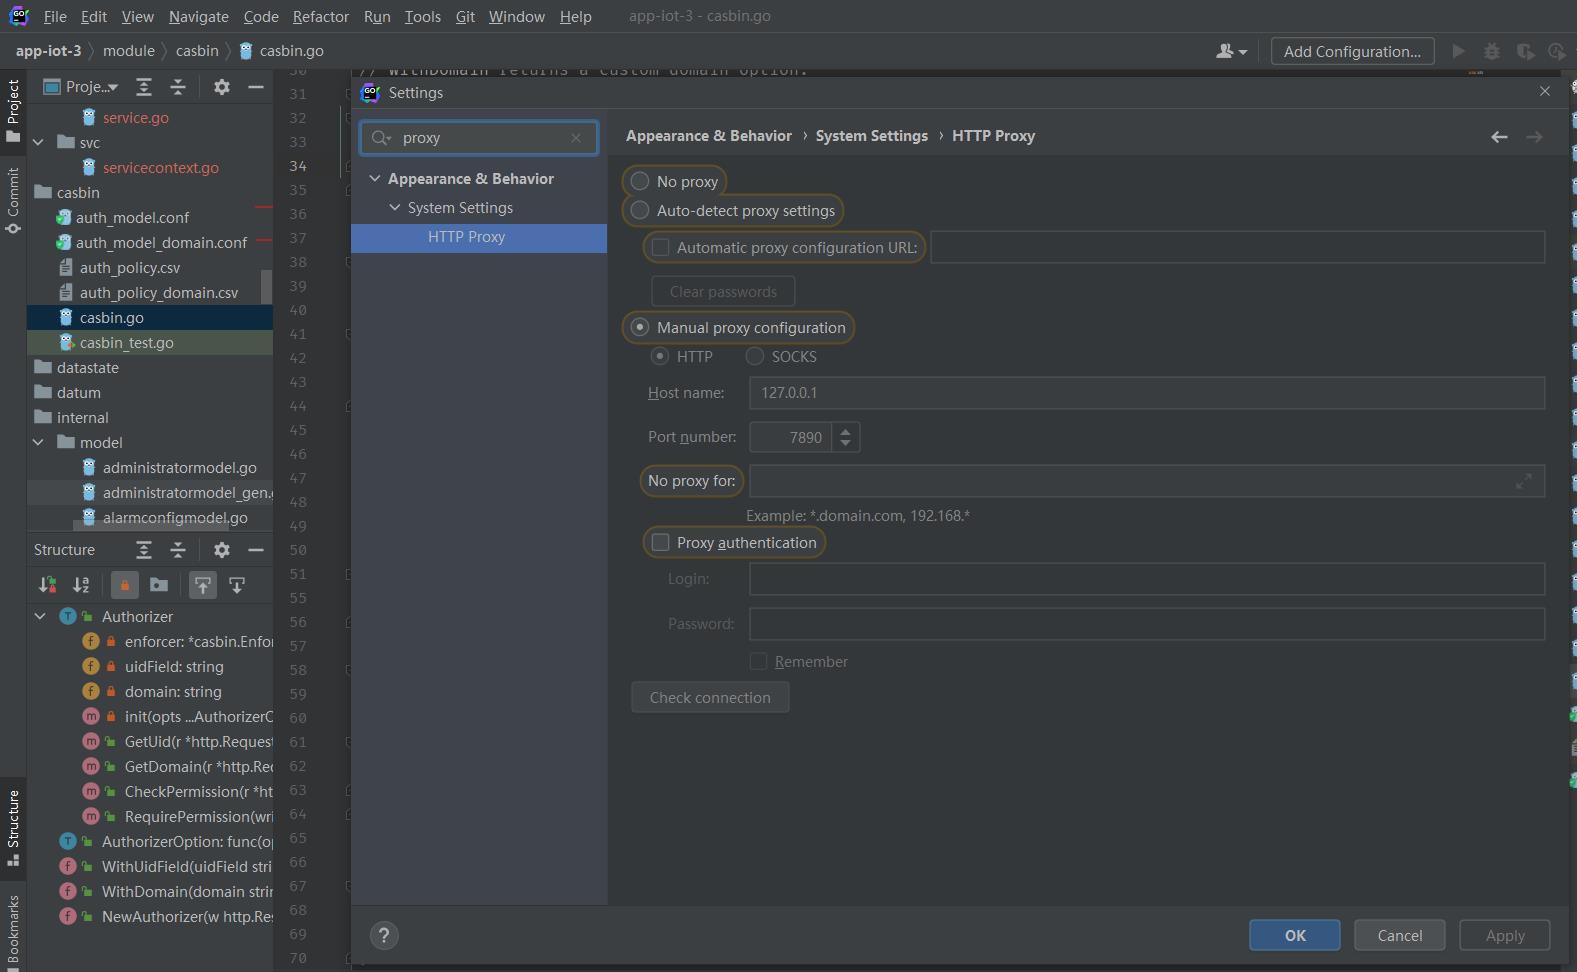 File Edit View Navigate Code Refactor Run Tools Git Window Help app-iot-3 - casbin.go
app-iot-3 module casbin casbin.go Add Configuration...
Project
Commit
Structure
Bookmarks
Proje...
service.go
svc
servicecontext.go
casbin
auth_model.conf
auth_model_domain.conf
auth_policy.csv
auth_policy_domain.csv
casbin.go
casbin_test.go
datastate
datum
internal
model
administratormodel.go
administratormodel_gen.
alarmconfigmodel.go
Structure
Authorizer
enforcer: *casbin.Enfo
uidField: string
domain: string
init(opts ...AuthorizerO
GetUid(r *http.Request
GetDomain(r *http.Rec
CheckPermission(r *ht
RequirePermission(wri
AuthorizerOption: func(o
WithUidField(uidField stri
WithDomain(domain strir
NewAuthorizer(w http.Res
30 // WithDomain returns a custom domain option.
31
32
33
34
35
36
37
38
39
40
41
42
43
44
45
46
47
48
49
50
51
55
56
57
58
59
60
61
62
63
64
65
66
67
68
69
70
Settings
proxy
Appearance & Behavior
System Settings
HTTP Proxy
Appearance & Behavior › System Settings › HTTP Proxy
No proxy
Auto-detect proxy settings
Automatic proxy configuration URL:
Clear passwords
Manual proxy configuration
HTTP SOCKS
Host name: 127.0.0.1
Port number: 7890
No proxy for:
Example: *.domain.com, 192.168.*
Proxy authentication
Login:
Password:
Remember
Check connection
?
OK Cancel Apply